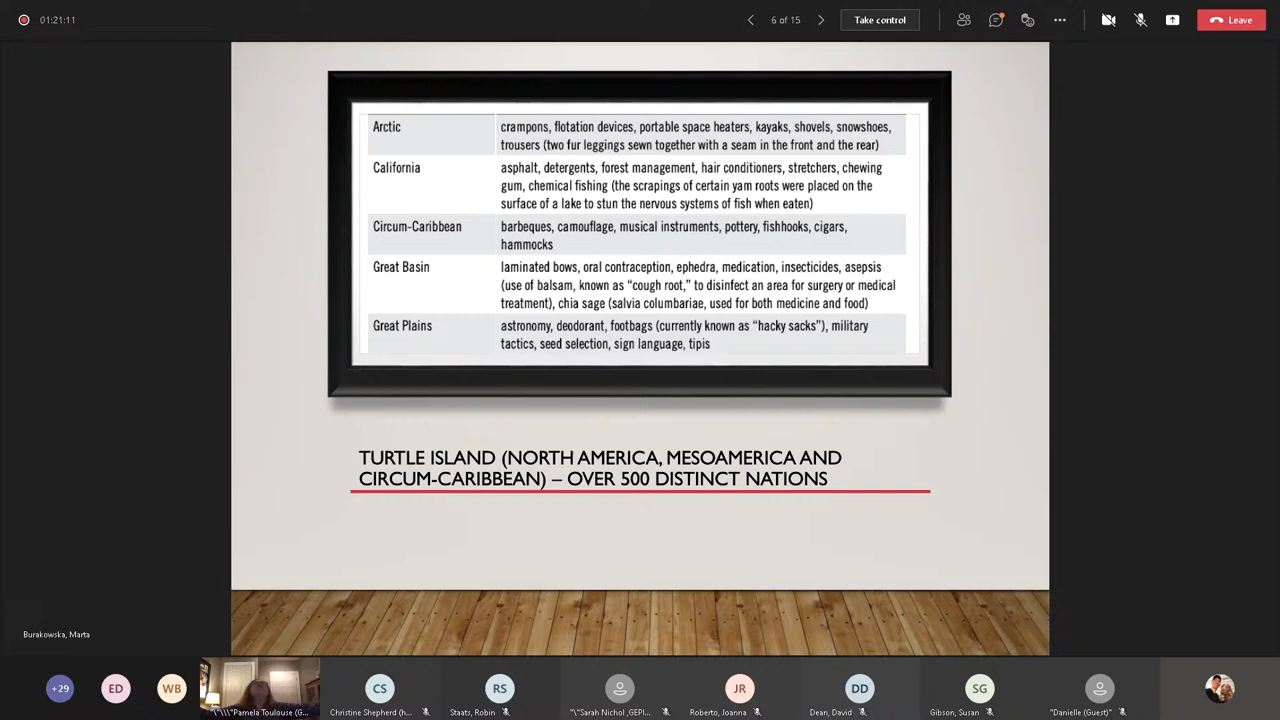 01:21:11
6 of 15
Take control
Leave
Arctic
crampons, flotation devices, portable space heaters, kayaks, shovels, snowshoes,
trousers (two fur leggings sewn together with a seam in the front and the rear)
California
asphalt, detergents, forest management, hair conditioners, stretchers, chewing
gum, chemical fishing (the scrapings of certain yam roots were placed on the
surface of a lake to stun the nervous systems of fish when eaten)
Circum-Caribbean
barbeques, camouflage, musical instruments, pottery, fishhooks, cigars,
hammocks
Great Basin
laminated bows, oral contraception, ephedra, medication, insecticides, asepsis
(use of balsam, known as “cough root,” to disinfect an area for surgery or medical
treatment), chia sage (salvia columbariae, used for both medicine and food)
Great Plains
astronomy, deodorant, footbags (currently known as “hacky sacks”), military
tactics, seed selection, sign language, tipis
TURTLE ISLAND (NORTH AMERICA, MESOAMERICA AND
CIRCUM-CARIBBEAN) – OVER 500 DISTINCT NATIONS
Burakowska, Marta
+29
ED
WB
CS
RS
JR
DD
SG
"\"\\\\"Pamela Toulouse (G...
Christine Shepherd (h...
Staats, Robin
"\"Sarah Nichol ,GEPI...
Roberto, Joanna
Dean, David
Gibson, Susan
"Danielle (Guest)"